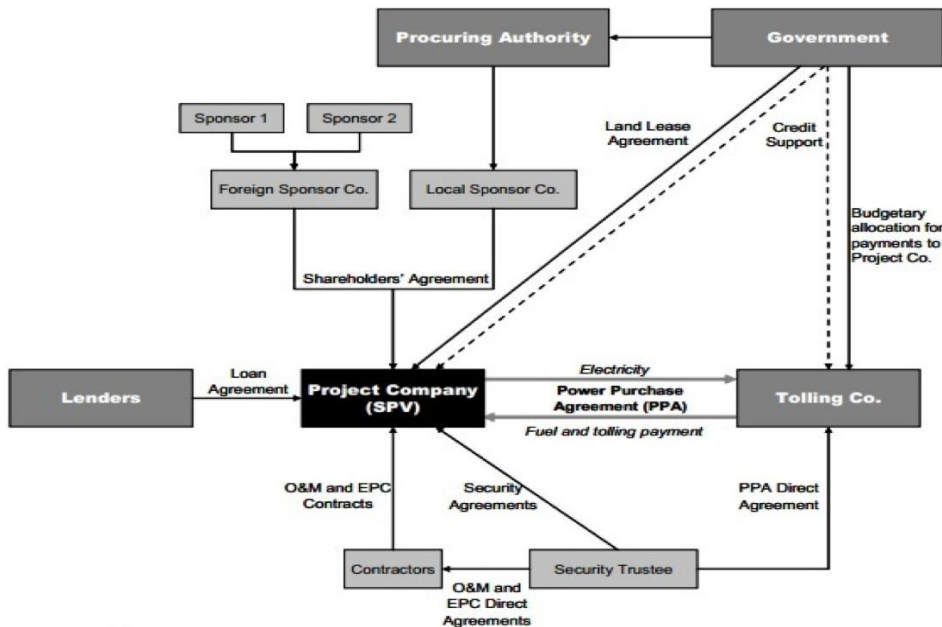 Procuring Authority
Government
Sponsor 1
Sponsor 2
Land Lease
Agreement
Credit
Support
Foreign Sponsor Co.
Local Sponsor Co.
Budgetary
allocation for
payments to
Project Co.
Shareholders' Agreement
Lenders
Loan
Agreement
Project Company
(SPV)
Electricity
Power Purchase
Agreement (PPA)
Fuel and tolling payment
Tolling Co.
O&M and EPC
Contracts
Security
Agreements
PPA Direct
Agreement
Contractors
Security Trustee
O&M and
EPC Direct
Agreements